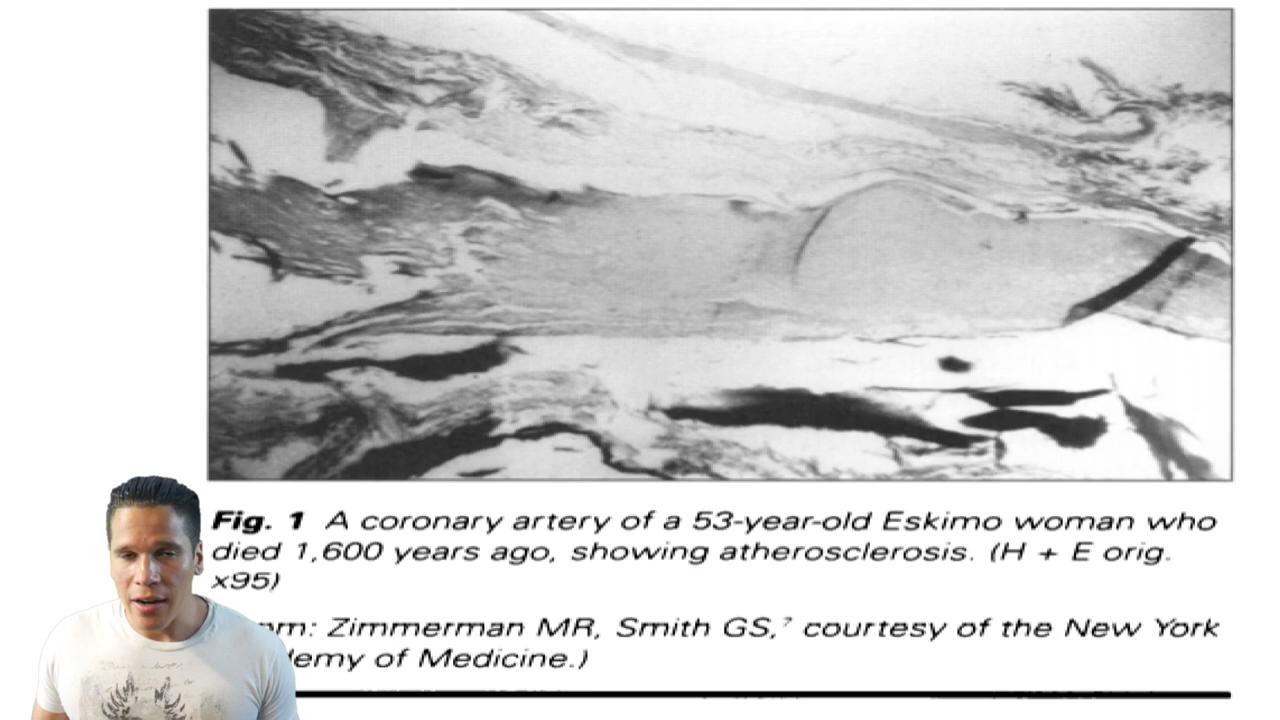 Fig. 1 A coronary artery of a 53-year-old Eskimo woman who
died 1,600 years ago, showing atherosclerosis. (H + E orig.
x95)
Zimmerman MR, Smith GS,⁷ courtesy of the New York
of Medicine.)